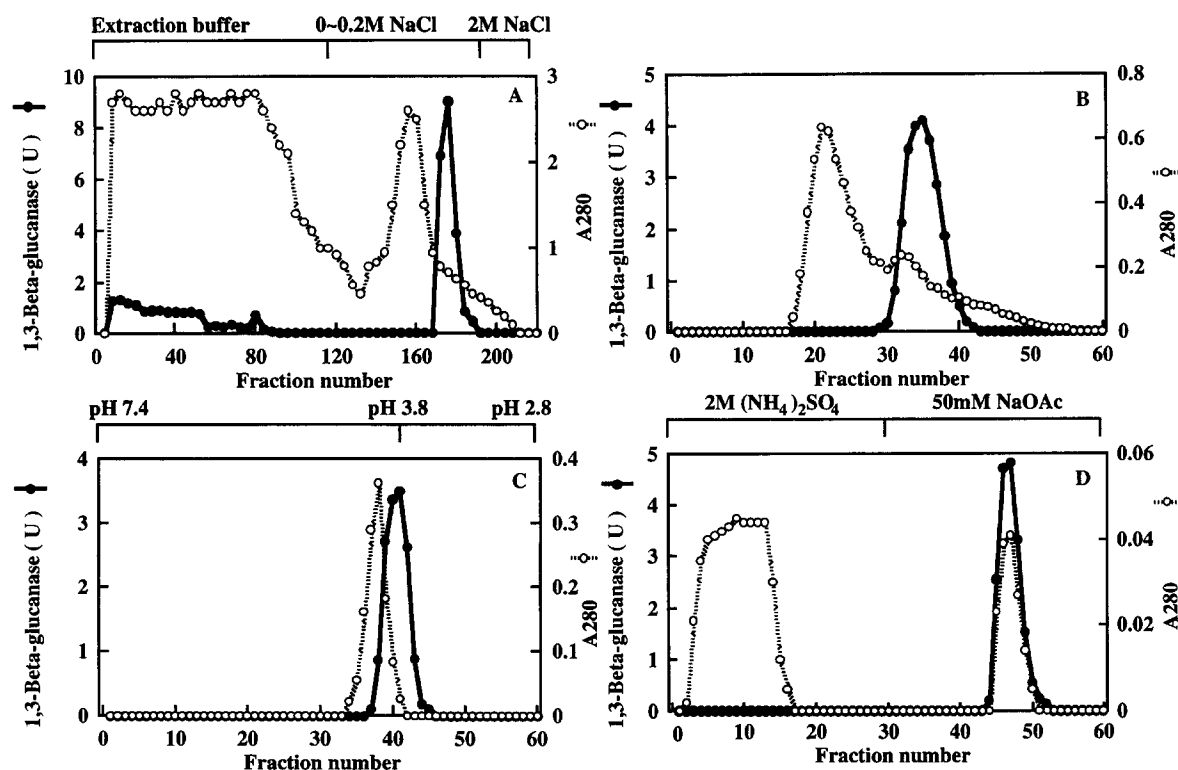 Extraction buffer 0~0.2M NaCl 2M NaCl
A
1,3-Beta-glucanase ( U )
10
8
6
4
2
0
3
2
1
0
A280
0 40 80 120 160 200
Fraction number
B
1,3-Beta-glucanase ( U )
5
4
3
2
1
0
0.8
0.6
0.4
0.2
0
A280
0 10 20 30 40 50 60
Fraction number
pH 7.4 pH 3.8 pH 2.8
C
1,3-Beta-glucanase ( U )
4
3
2
1
0
0.4
0.3
0.2
0.1
0
A280
0 10 20 30 40 50 60
Fraction number
2M (NH4)2SO4 50mM NaOAc
D
1,3-Beta-glucanase ( U )
5
4
3
2
1
0
0.06
0.04
0.02
0
A280
0 10 20 30 40 50 60
Fraction number